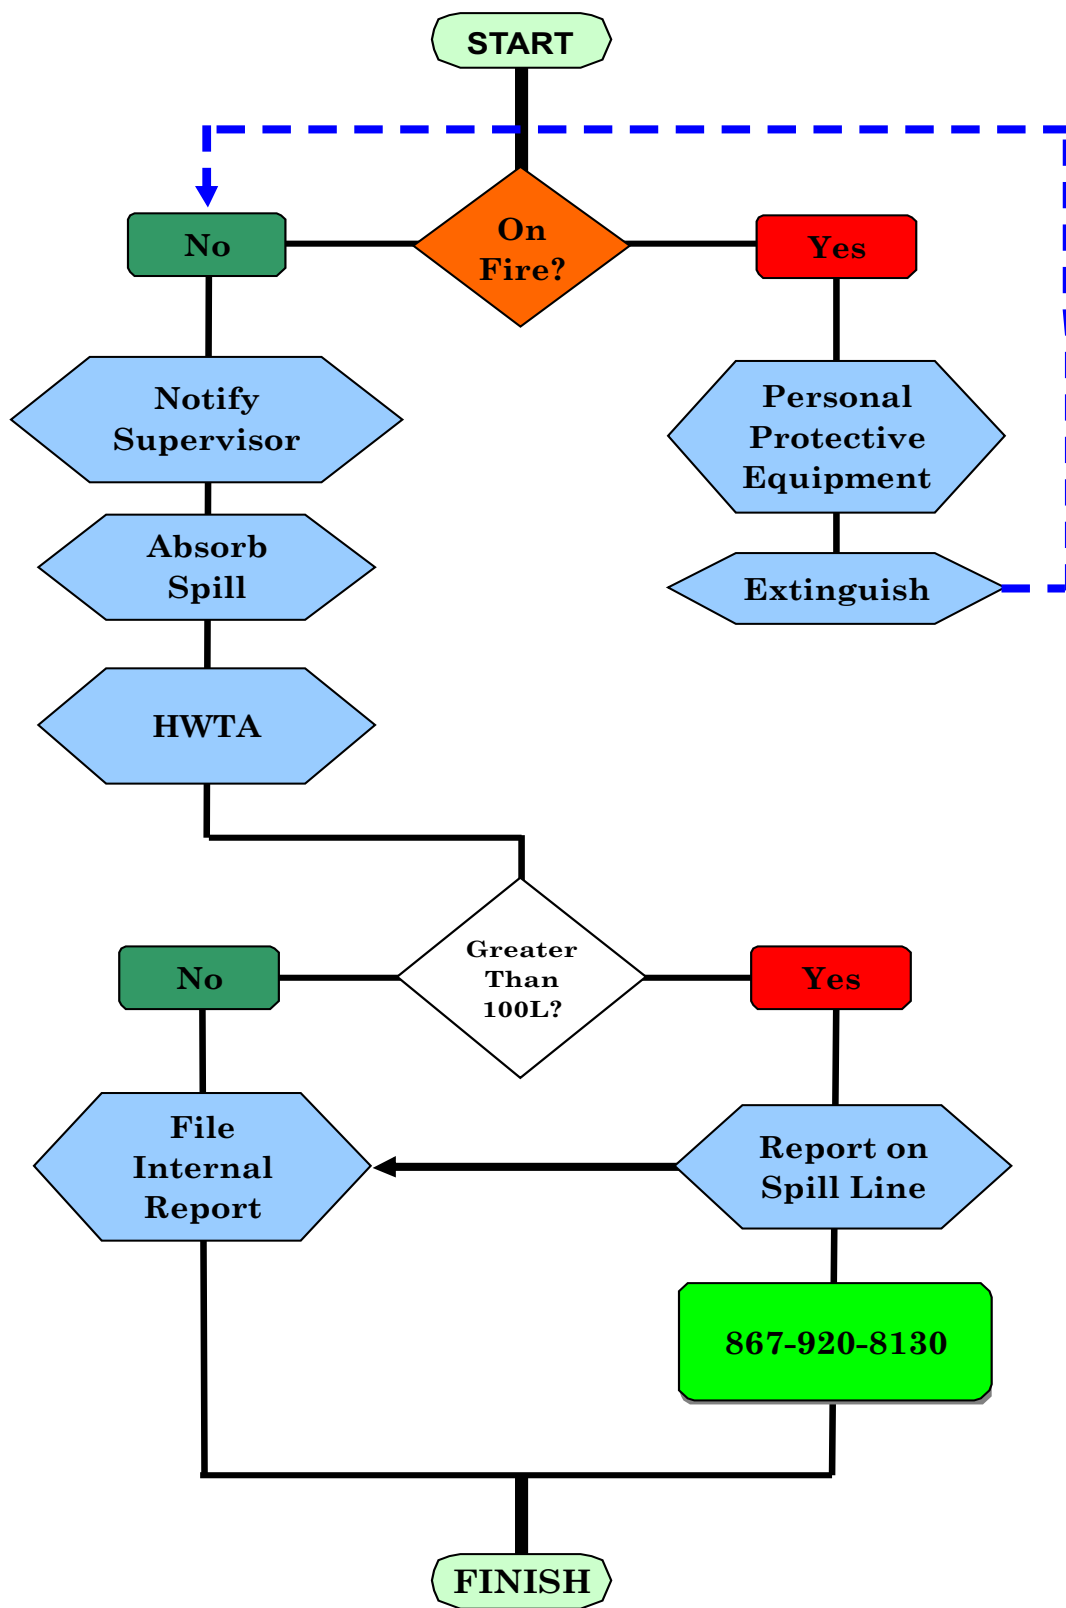 START
On
Fire?
No
Yes
Notify
Supervisor
Personal
Protective
Equipment
Absorb
Spill
Extinguish
HWTA
Greater
Than
100L?
No
Yes
File
Internal
Report
Report on
Spill Line
867-920-8130
FINISH